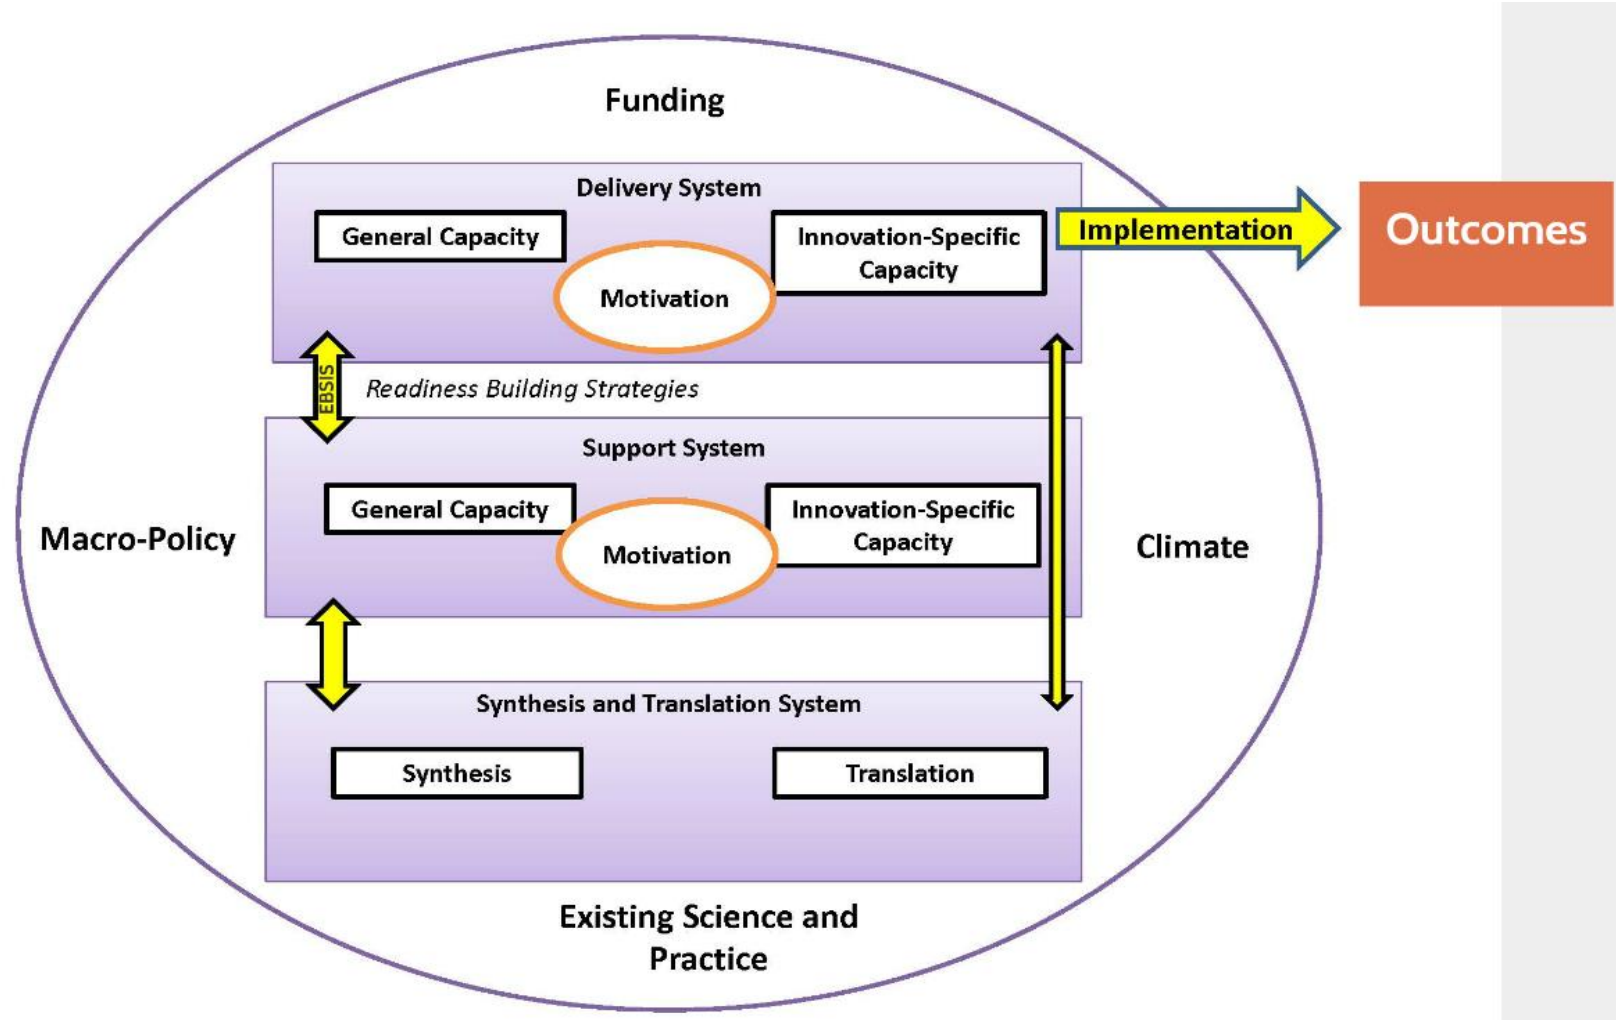 Funding
Delivery System
General Capacity
Innovation-Specific
Capacity
Motivation
Implementation
Outcomes
EBSIS
Readiness Building Strategies
Support System
General Capacity
Innovation-Specific
Capacity
Motivation
Macro-Policy
Climate
Synthesis and Translation System
Synthesis
Translation
Existing Science and
Practice